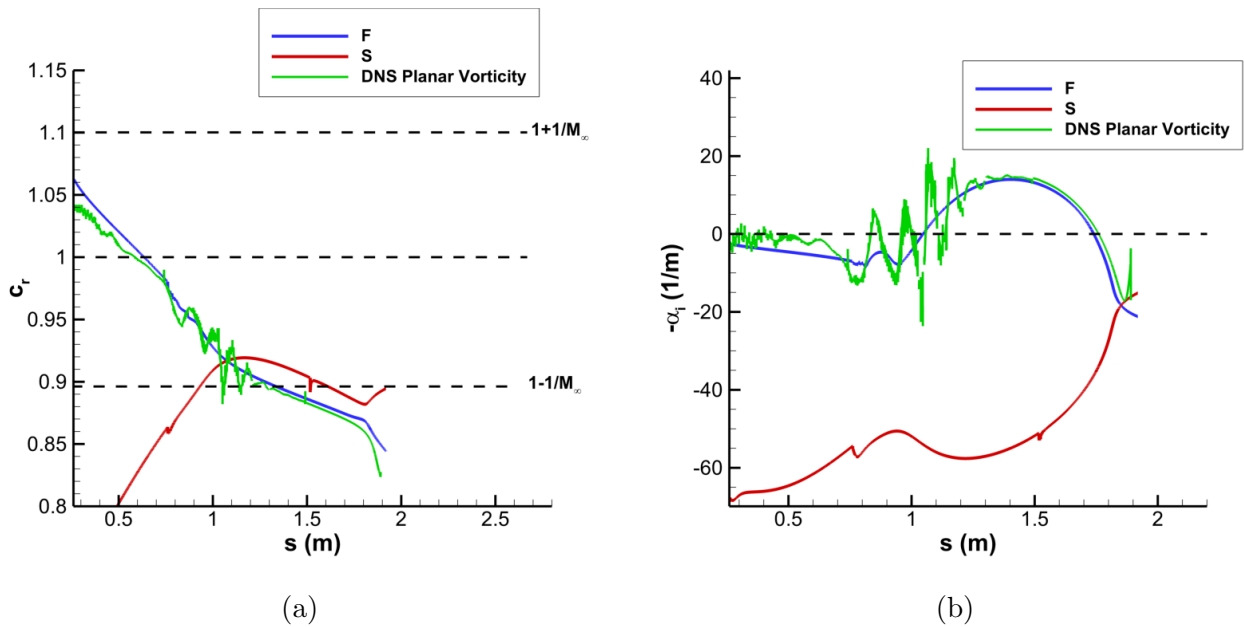 F
S
DNS Planar Vorticity
1.15
1.1
1.05
1
0.95
0.9
0.85
0.8
1+1/M∞
1-1/M∞
c_r
0.5 1 1.5 2 2.5
s (m)
(a)
F
S
DNS Planar Vorticity
40
20
0
-20
-40
-60
-α_i (1/m)
0.5 1 1.5 2
s (m)
(b)